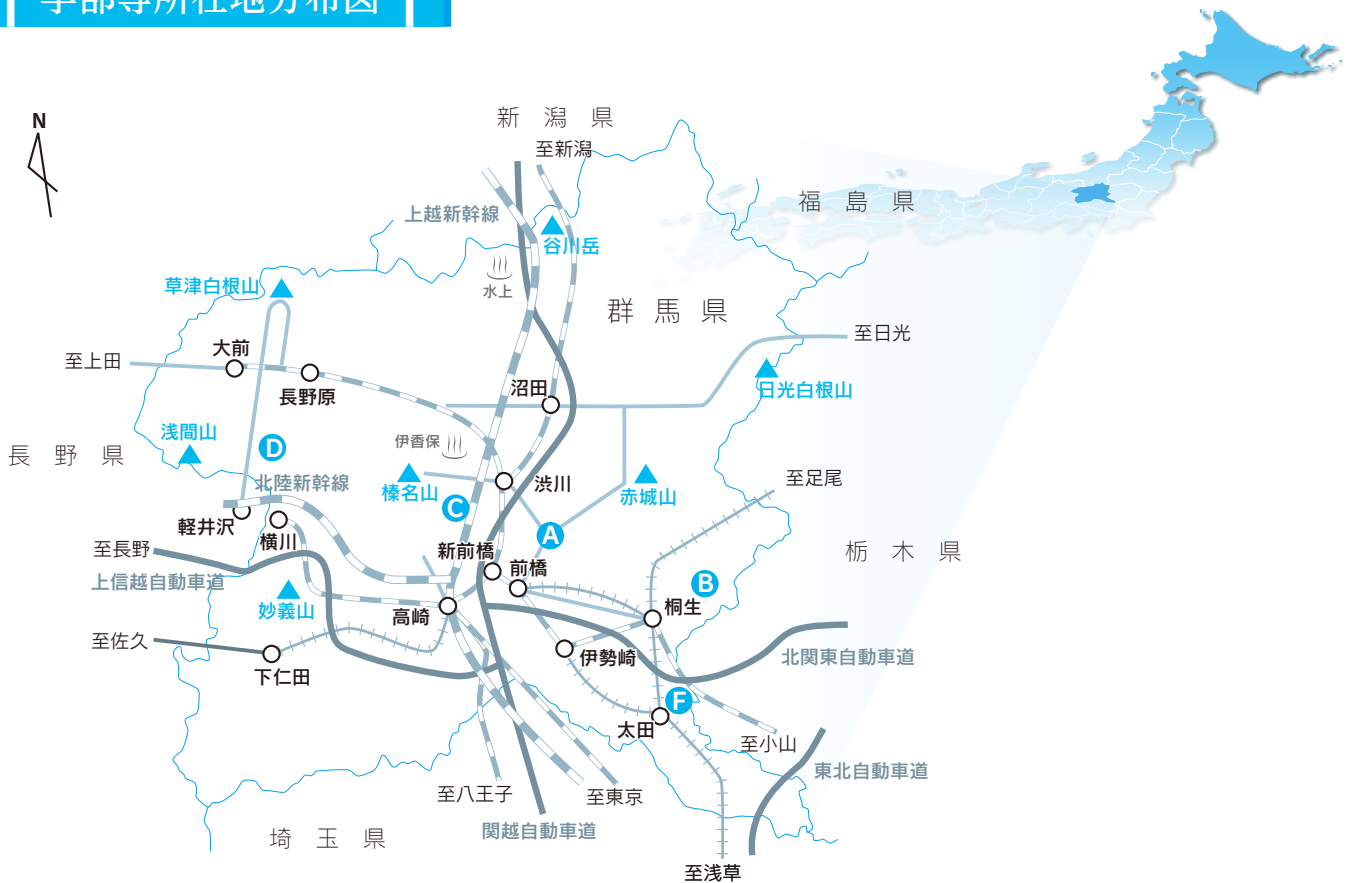 学部等所在地分布図
N
新潟県
至新潟
福島県
上越新幹線
谷川岳
草津白根山
水上
群馬県
至日光
大前
至上田
長野原
沼田
日光白根山
浅間山
D
伊香保
長野県
北陸新幹線
榛名山
渋川
赤城山
至足尾
C
軽井沢
横川
A
至長野
新前橋
前橋
栃木県
上信越自動車道
妙義山
B
高崎
桐生
至佐久
下仁田
伊勢崎
北関東自動車道
F
太田
至小山
東北自動車道
至八王子
至東京
関越自動車道
埼玉県
至浅草